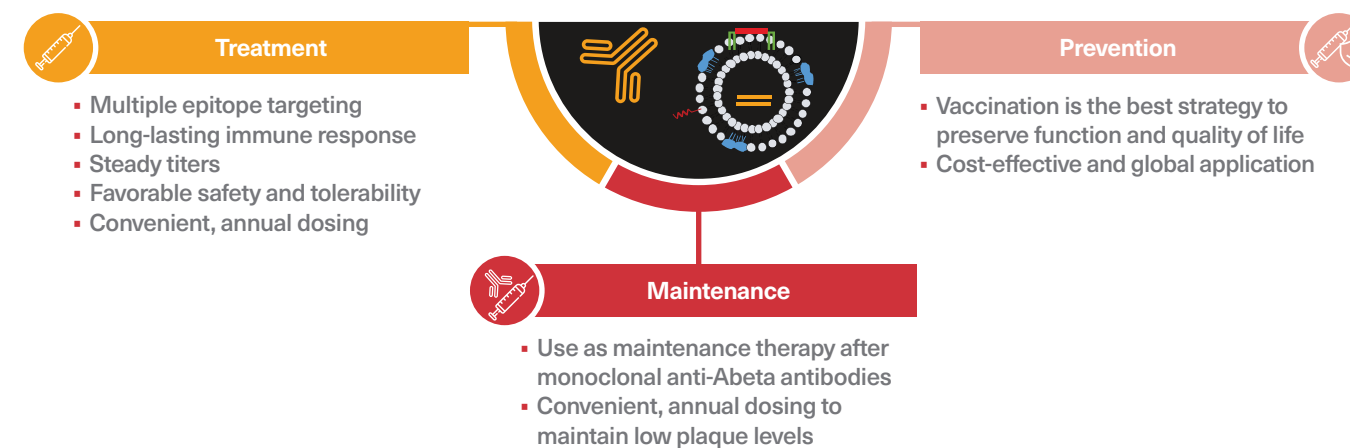 Treatment
▪ Multiple epitope targeting
▪ Long-lasting immune response
▪ Steady titers
▪ Favorable safety and tolerability
▪ Convenient, annual dosing
Prevention
▪ Vaccination is the best strategy to
preserve function and quality of life
▪ Cost-effective and global application
Maintenance
▪ Use as maintenance therapy after
monoclonal anti-Abeta antibodies
▪ Convenient, annual dosing to
maintain low plaque levels